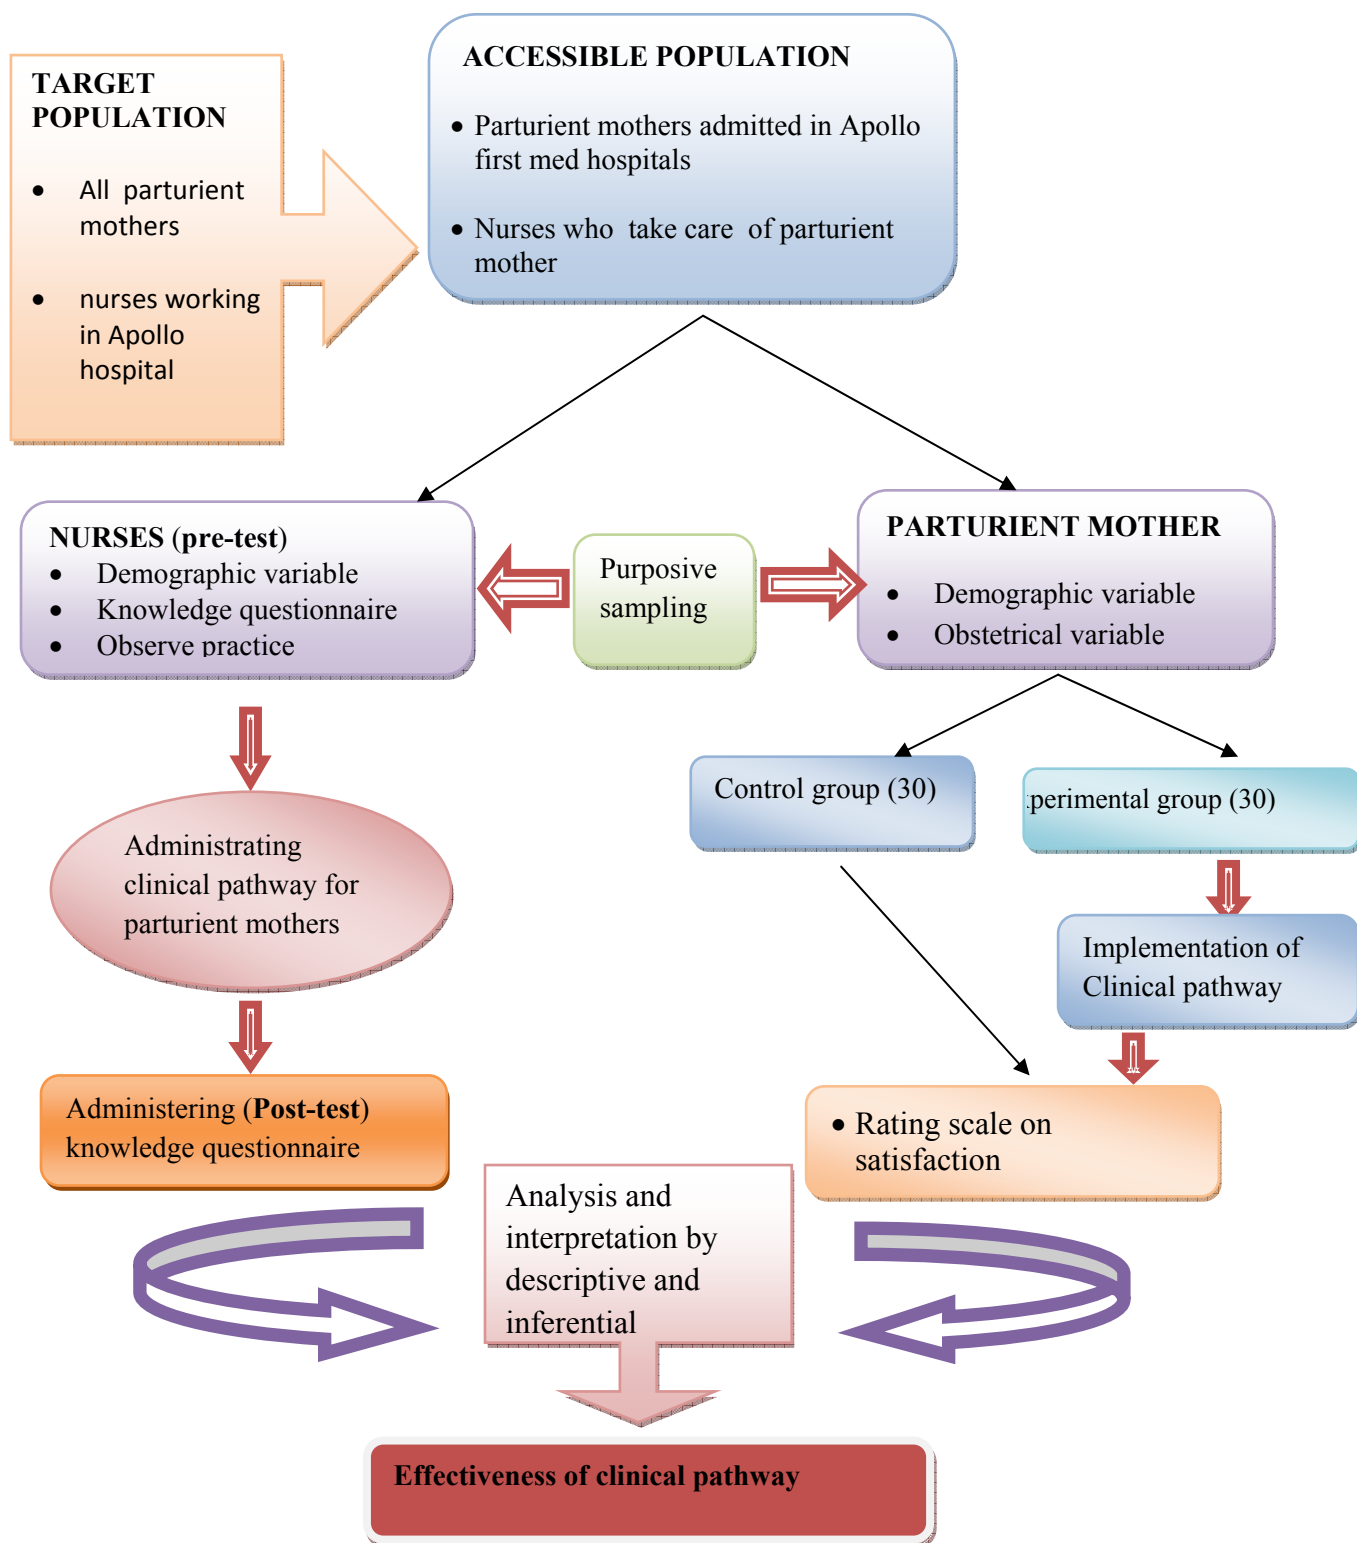 TARGET
POPULATION
• All parturient
mothers
• nurses working
in Apollo
hospital
ACCESSIBLE POPULATION
• Parturient mothers admitted in Apollo
first med hospitals
• Nurses who take care of parturient
mother
NURSES (pre-test)
• Demographic variable
• Knowledge questionnaire
• Observe practice
Purposive
sampling
PARTURIENT MOTHER
• Demographic variable
• Obstetrical variable
Control group (30)
perimental group (30)
Administrating
clinical pathway for
parturient mothers
Implementation of
Clinical pathway
Administering (Post-test)
knowledge questionnaire
• Rating scale on
satisfaction
Analysis and
interpretation by
descriptive and
inferential
Effectiveness of clinical pathway